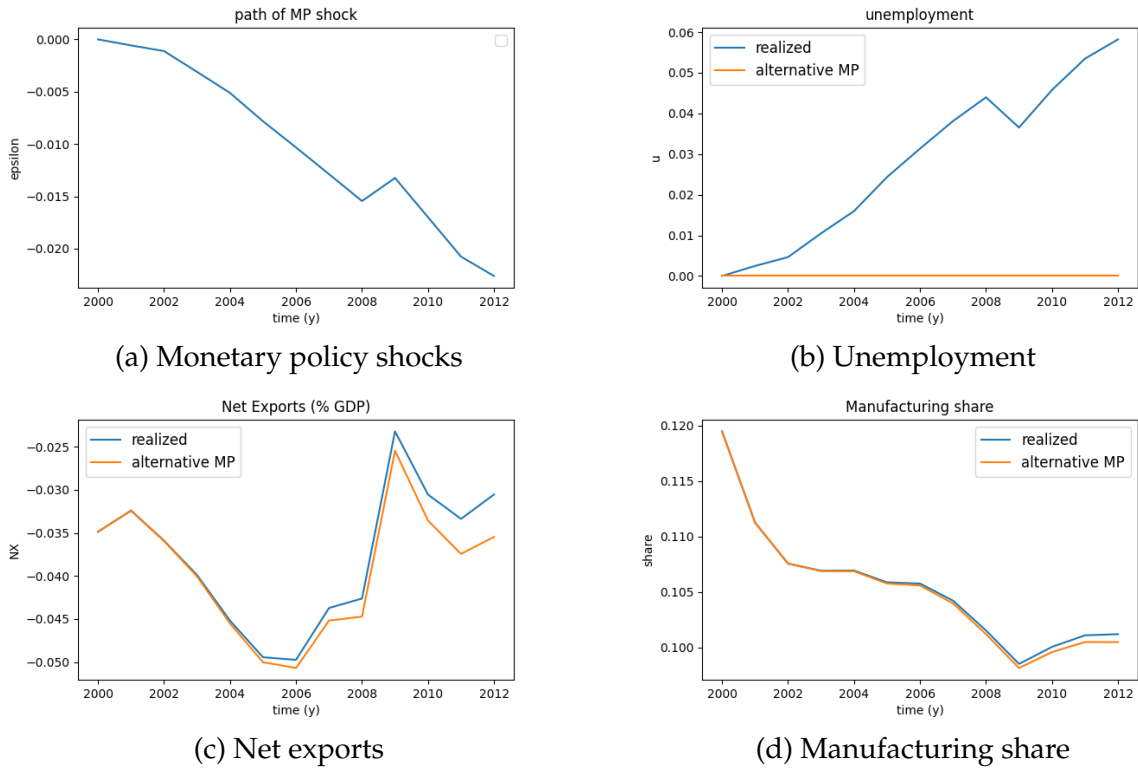 path of MP shock
0.000
−0.005
−0.010
−0.015
−0.020
epsilon
2000 2002 2004 2006 2008 2010 2012
time (y)
(a) Monetary policy shocks
unemployment
realized
alternative MP
0.06
0.05
0.04
0.03
0.02
0.01
0.00
u
2000 2002 2004 2006 2008 2010 2012
time (y)
(b) Unemployment
Net Exports (% GDP)
realized
alternative MP
−0.025
−0.030
−0.035
−0.040
−0.045
−0.050
NX
2000 2002 2004 2006 2008 2010 2012
time (y)
(c) Net exports
Manufacturing share
realized
alternative MP
0.120
0.115
0.110
0.105
0.100
share
2000 2002 2004 2006 2008 2010 2012
time (y)
(d) Manufacturing share